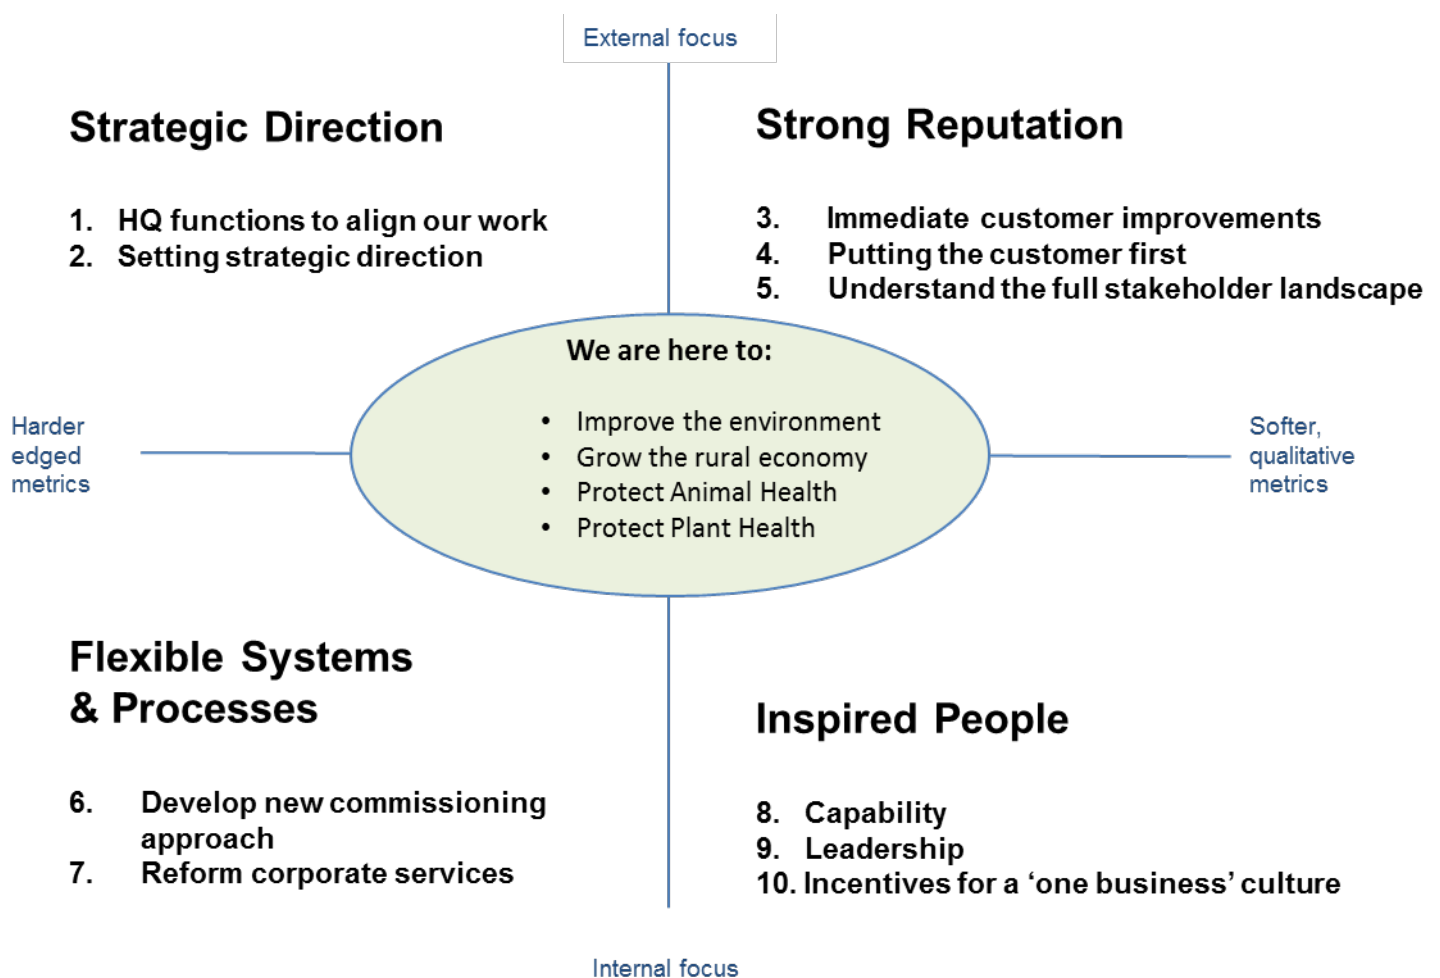 External focus
Strategic Direction
1. HQ functions to align our work
2. Setting strategic direction
Strong Reputation
3. Immediate customer improvements
4. Putting the customer first
5. Understand the full stakeholder landscape
Harder
edged
metrics
We are here to:
• Improve the environment
• Grow the rural economy
• Protect Animal Health
• Protect Plant Health
Softer,
qualitative
metrics
Flexible Systems
& Processes
6. Develop new commissioning
approach
7. Reform corporate services
Inspired People
8. Capability
9. Leadership
10. Incentives for a ‘one business’ culture
Internal focus